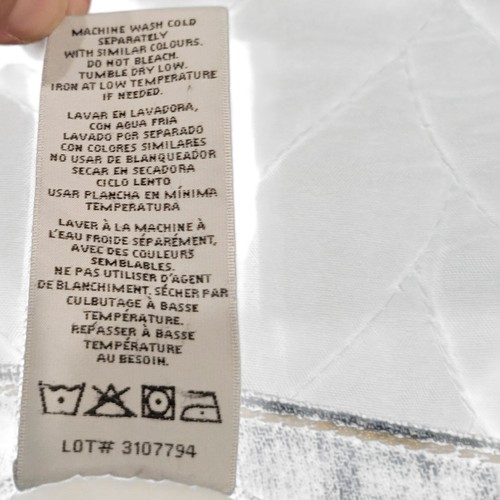 MACHINE WASH COLD
SEPARATELY
WITH SIMILAR COLOURS.
DO NOT BLEACH.
TUMBLE DRY LOW.
IRON AT LOW TEMPERATURE
IF NEEDED.
LAVAR EN LAVADORA,
CON AGUA FRIA
LAVADO POR SEPARADO
CON COLORES SIMILARES
NO USAR DE BLANQUEADOR
SECAR EN SECADORA
CICLO LENTO
USAR PLANCHA EN MÍNIMA
TEMPERATURA
LAVER À LA MACHINE À
L'EAU FROIDE SÉPARÉMENT,
AVEC DES COULEURS
SEMBLABLES.
NE PAS UTILISER D'AGENT
DE BLANCHIMENT. SÉCHER PAR
CULBUTAGE À BASSE
TEMPÉRATURE.
REPASSER À BASSE
TEMPÉRATURE
AU BESOIN.
LOT# 3107794